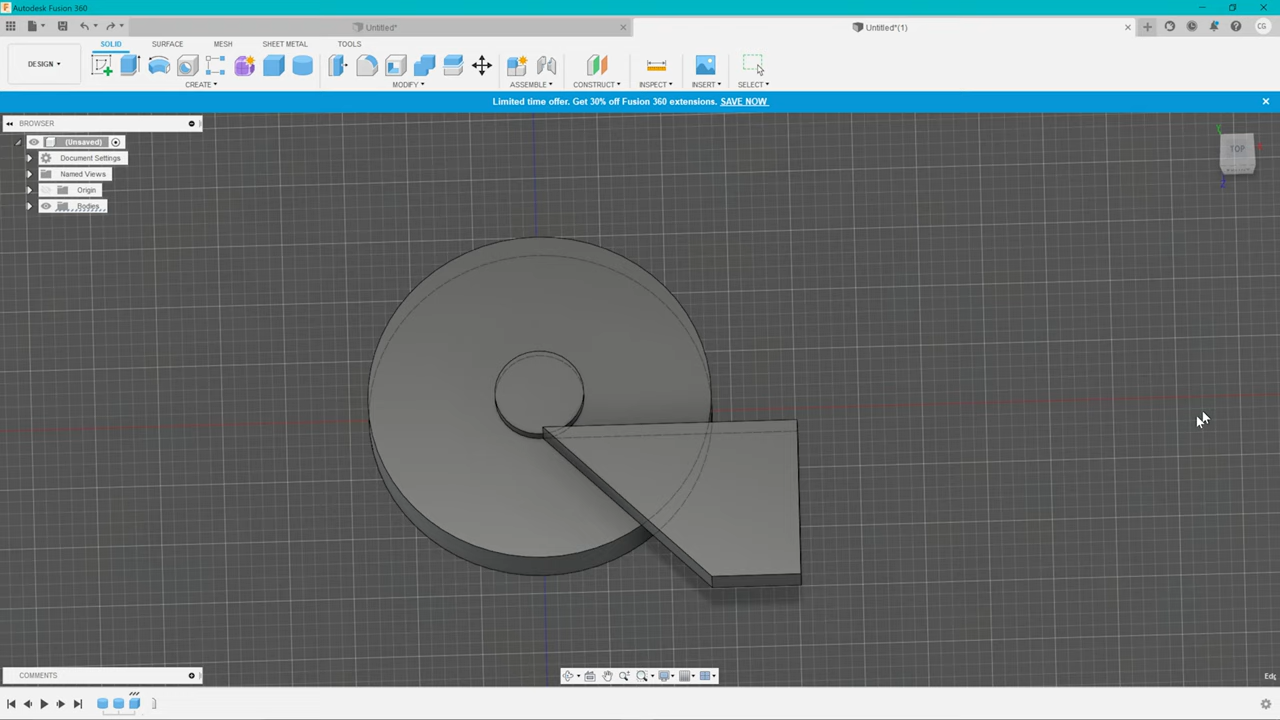 Autodesk Fusion 360
Untitled*
Untitled*(1)
CG
DESIGN
SOLID
SURFACE
MESH
SHEET METAL
TOOLS
CREATE
MODIFY
ASSEMBLE
CONSTRUCT
INSPECT
INSERT
SELECT
Limited time offer. Get 30% off Fusion 360 extensions. SAVE NOW
BROWSER
(Unsaved)
Document Settings
Named Views
Origin
Bodies
TOP
COMMENTS